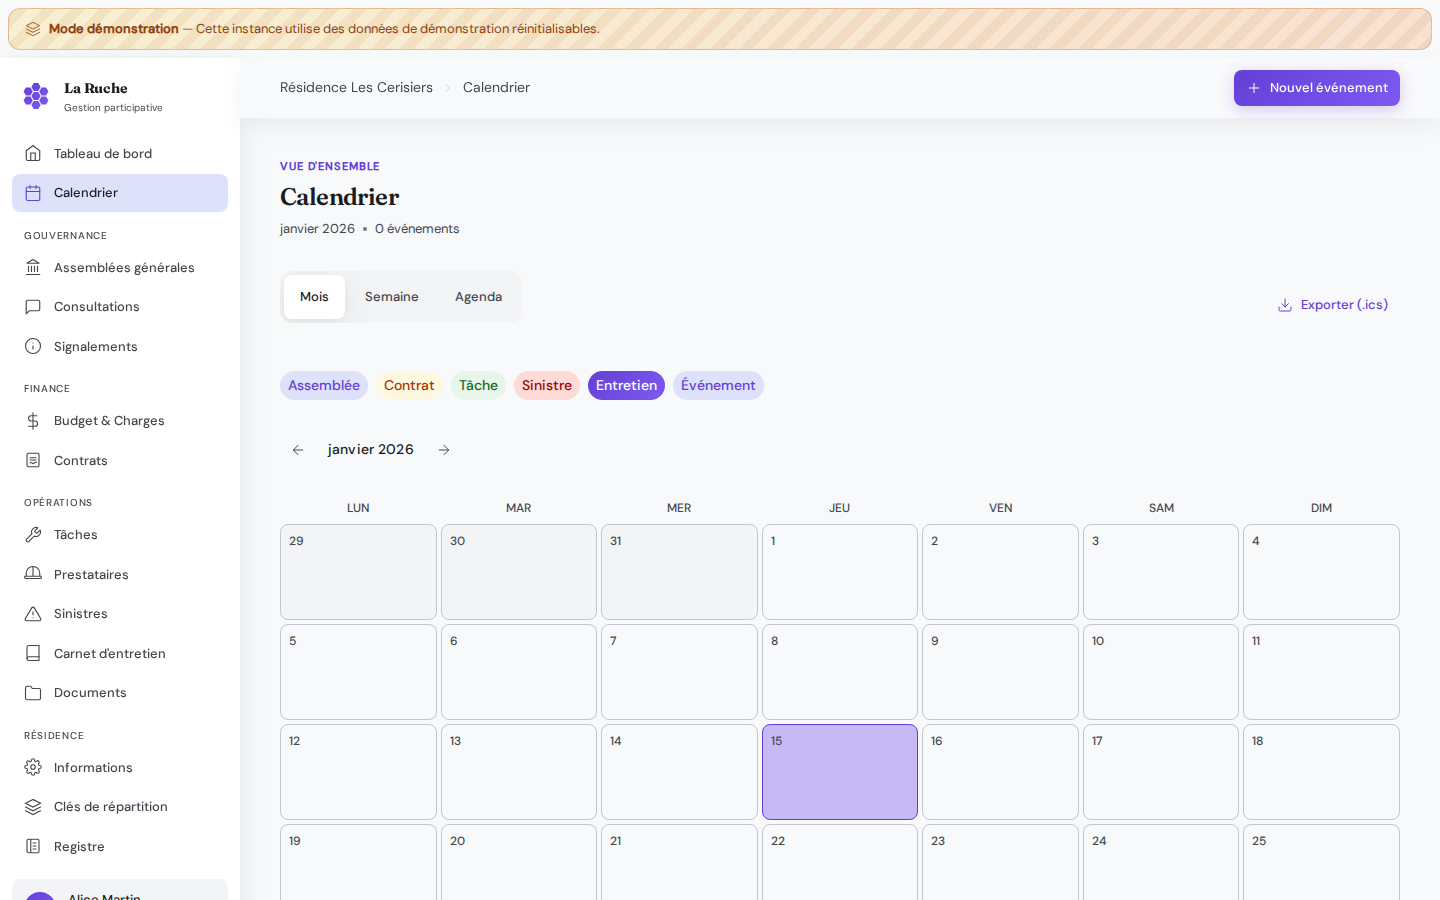 Mode démonstration — Cette instance utilise des données de démonstration réinitialisables.
La Ruche
Gestion participative
Tableau de bord
Calendrier
GOUVERNANCE
Assemblées générales
Consultations
Signalements
FINANCE
Budget & Charges
Contrats
OPÉRATIONS
Tâches
Prestataires
Sinistres
Carnet d'entretien
Documents
RÉSIDENCE
Informations
Clés de répartition
Registre
Alice Martin
Résidence Les Cerisiers > Calendrier
Nouvel événement
VUE D'ENSEMBLE
Calendrier
janvier 2026 • 0 événements
Mois Semaine Agenda
Exporter (.ics)
Assemblée Contrat Tâche Sinistre Entretien Événement
janvier 2026
LUN MAR MER JEU VEN SAM DIM
29 30 31 1 2 3 4
5 6 7 8 9 10 11
12 13 14 15 16 17 18
19 20 21 22 23 24 25